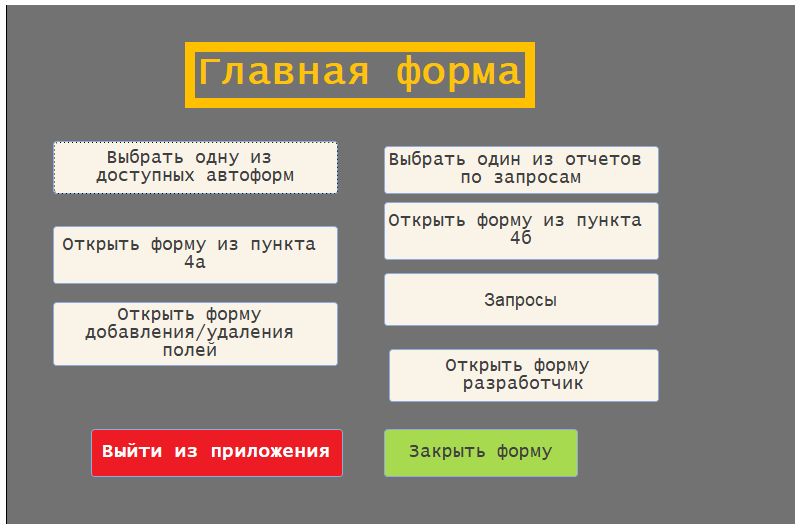 Главная форма
Выбрать одну из
доступных автоформ
Выбрать один из отчетов
по запросам
Открыть форму из пункта
4а
Открыть форму из пункта
4б
Открыть форму
добавления/удаления
полей
Запросы
Открыть форму
разработчик
Выйти из приложения
Закрыть форму